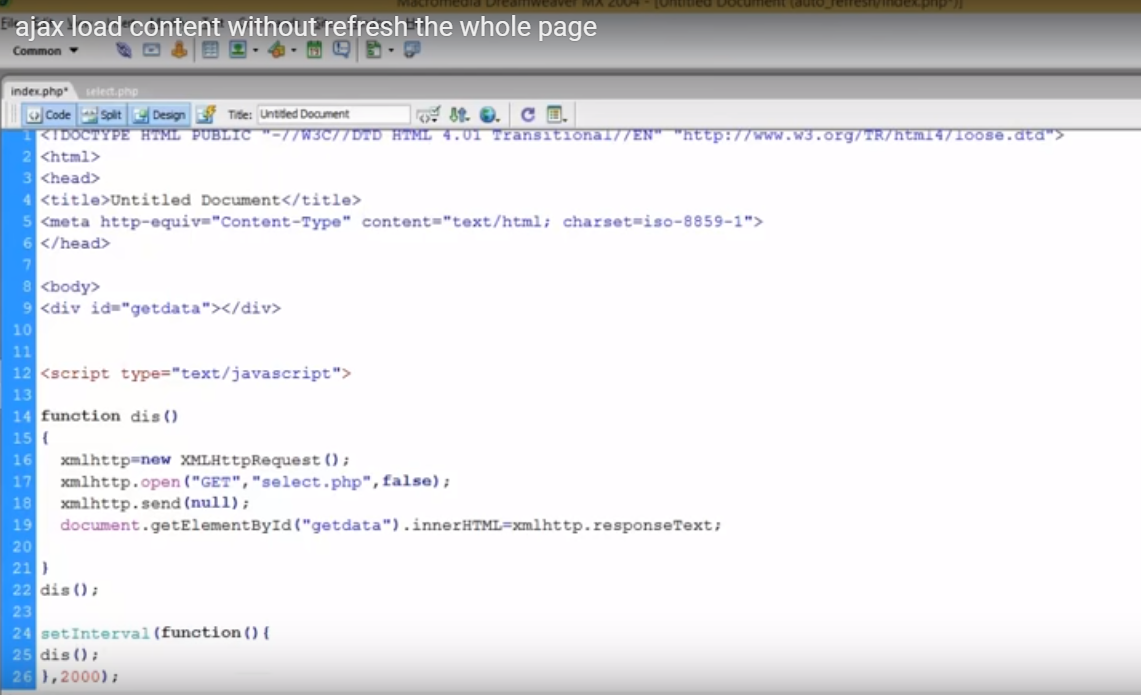 Macromedia Dreamweaver MX 2004 - [Untitled Document (auto_refresh/index.php*)]
ajax load content without refresh the whole page
Common
index.php* select.php
Code Split Design Title: Untitled Document
1 <!DOCTYPE HTML PUBLIC "-//W3C//DTD HTML 4.01 Transitional//EN" "http://www.w3.org/TR/html4/loose.dtd">
2 <html>
3 <head>
4 <title>Untitled Document</title>
5 <meta http-equiv="Content-Type" content="text/html; charset=iso-8859-1">
6 </head>
7
8 <body>
9 <div id="getdata"></div>
10
11
12 <script type="text/javascript">
13
14 function dis()
15 {
16 xmlhttp=new XMLHttpRequest();
17 xmlhttp.open("GET","select.php",false);
18 xmlhttp.send(null);
19 document.getElementById("getdata").innerHTML=xmlhttp.responseText;
20
21 }
22 dis();
23
24 setInterval(function(){
25 dis();
26 },2000);